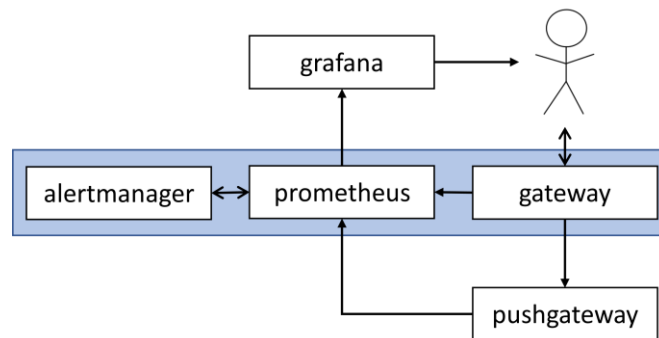 grafana
alertmanager
prometheus
gateway
pushgateway